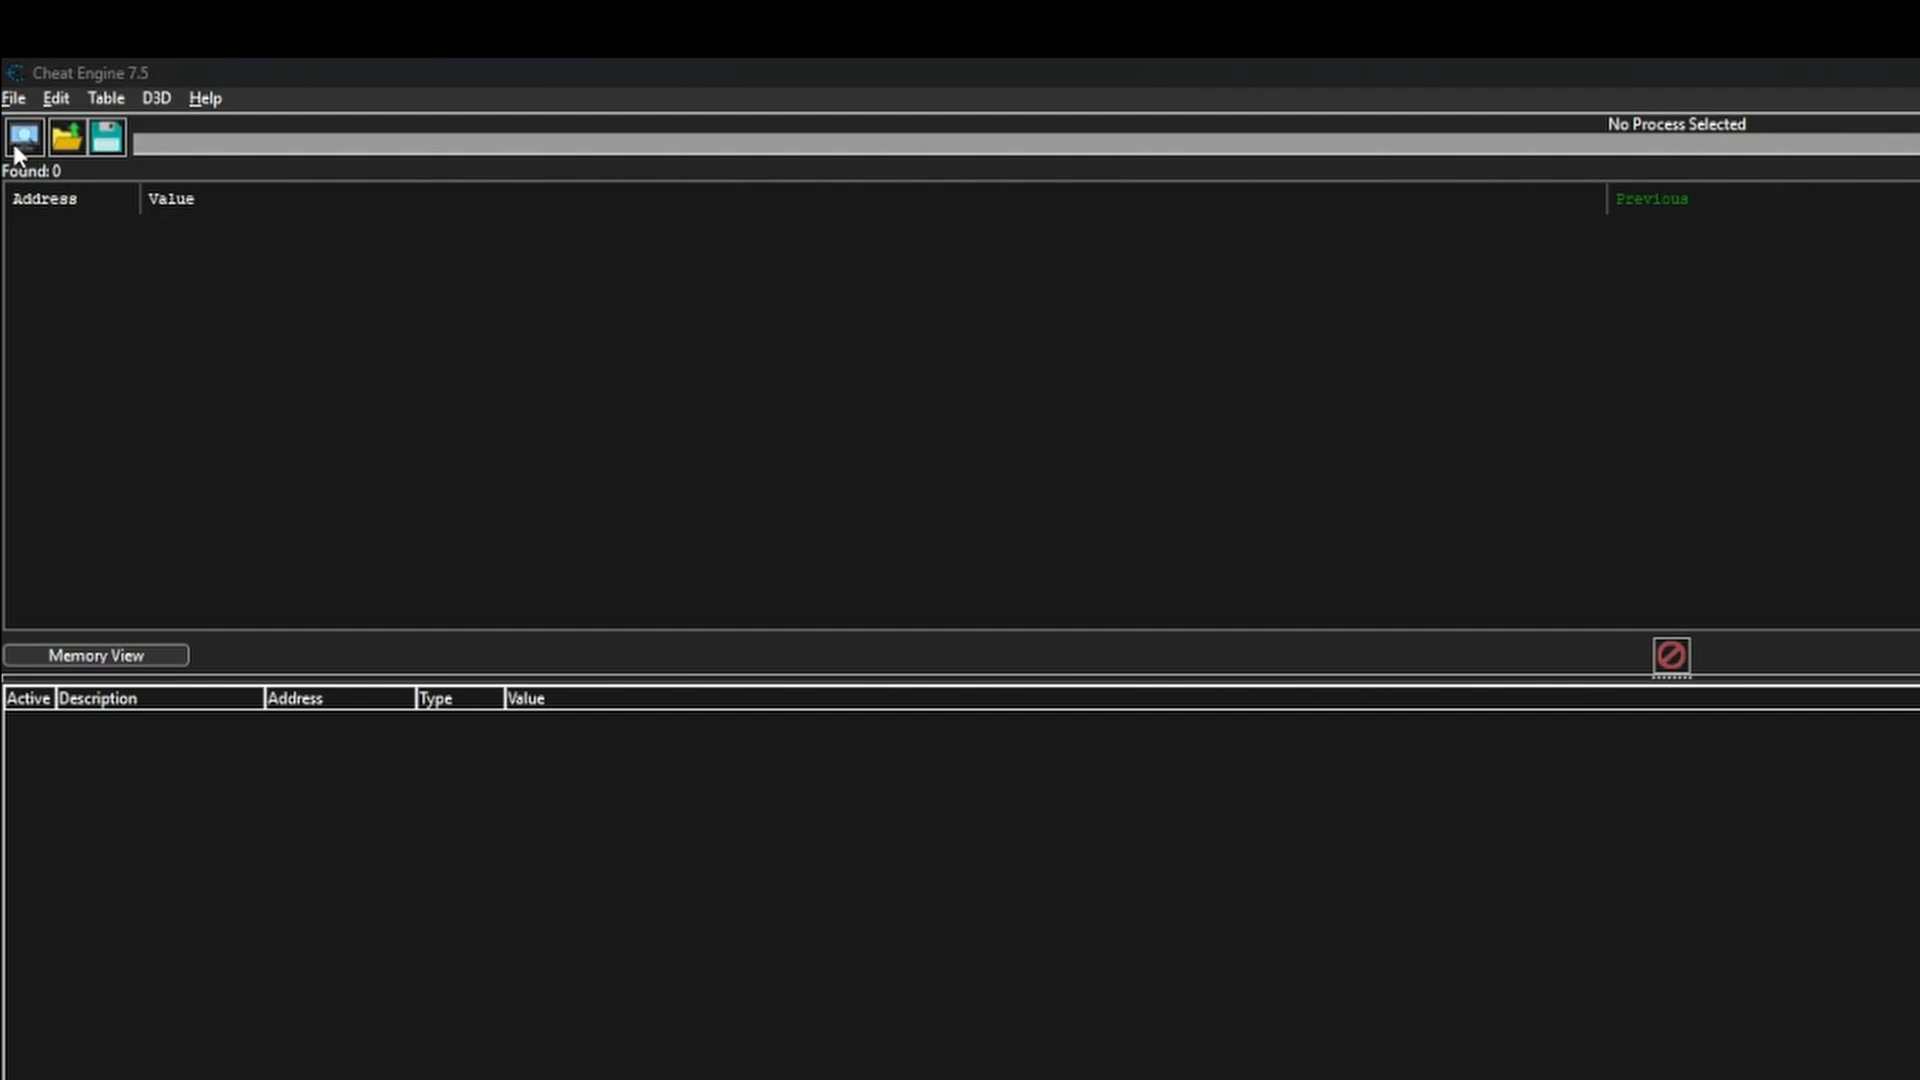 Cheat Engine 7.5
File Edit Table D3D Help
No Process Selected
Found: 0
Address Value Previous
Memory View
Active Description Address Type Value